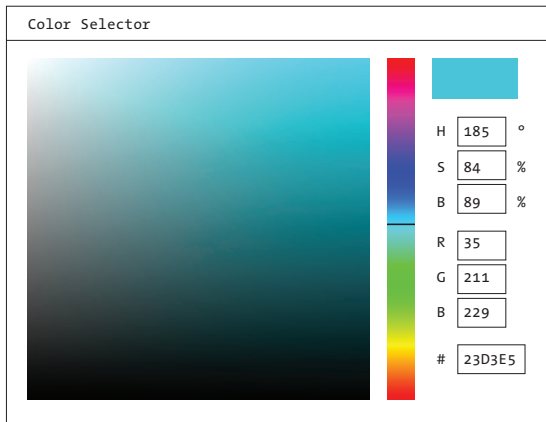 Color Selector
H 185 °
S 84 %
B 89 %
R 35
G 211
B 229
# 23D3E5